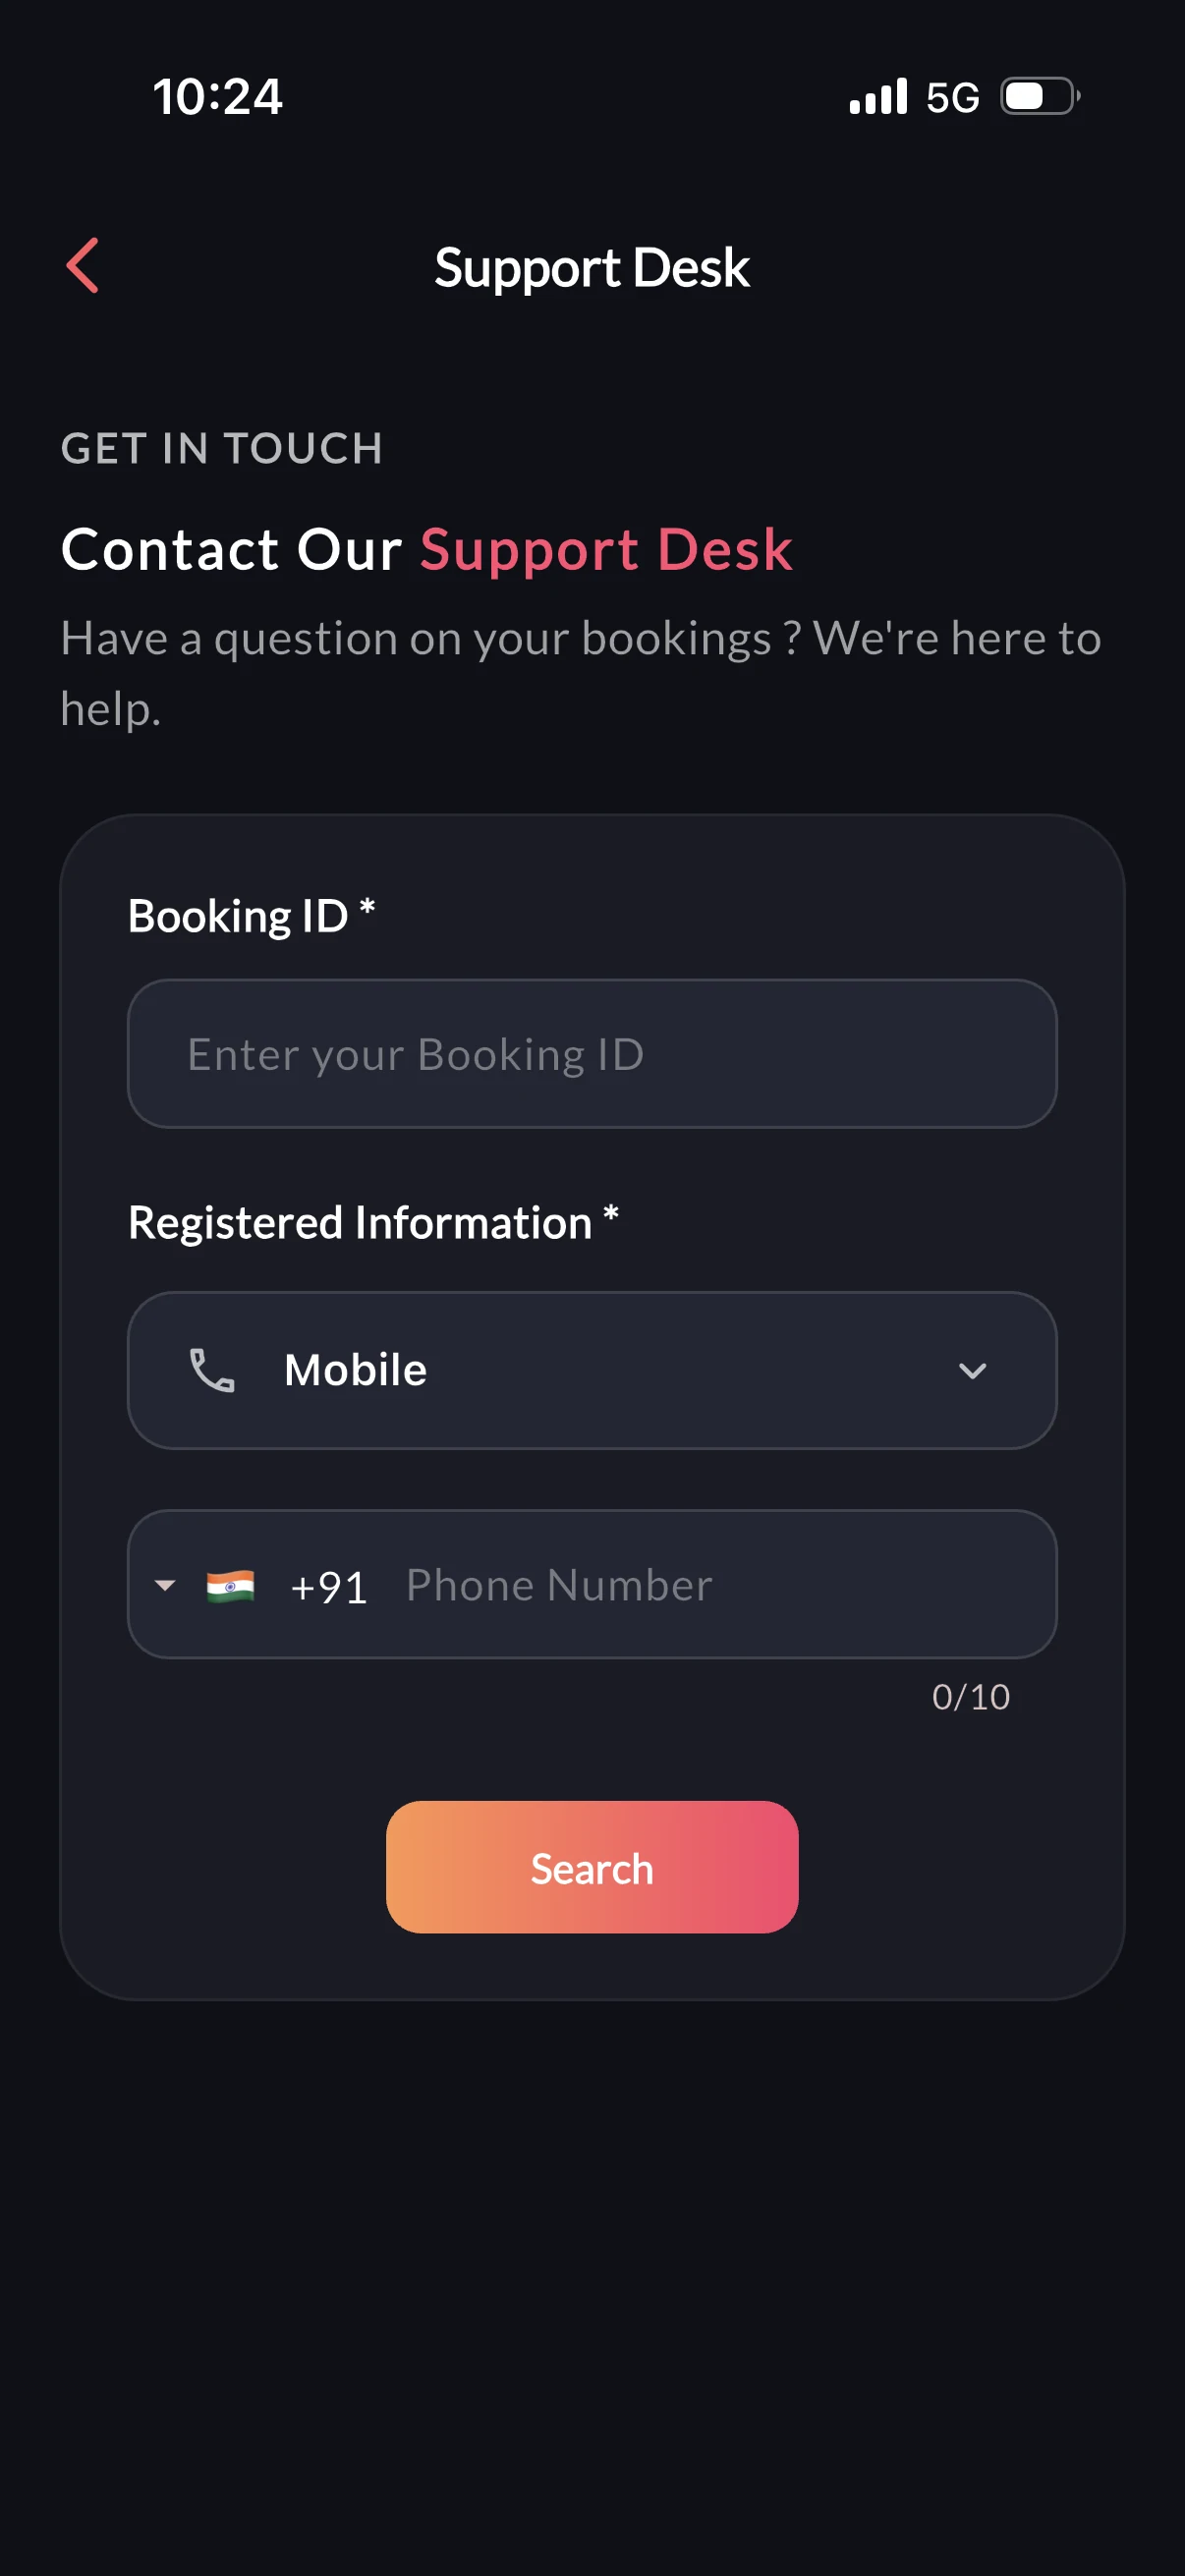 10:24
5G
Support Desk
GET IN TOUCH
Contact Our Support Desk
Have a question on your bookings ? We're here to
help.
Booking ID *
Enter your Booking ID
Registered Information *
Mobile
+91 Phone Number
0/10
Search